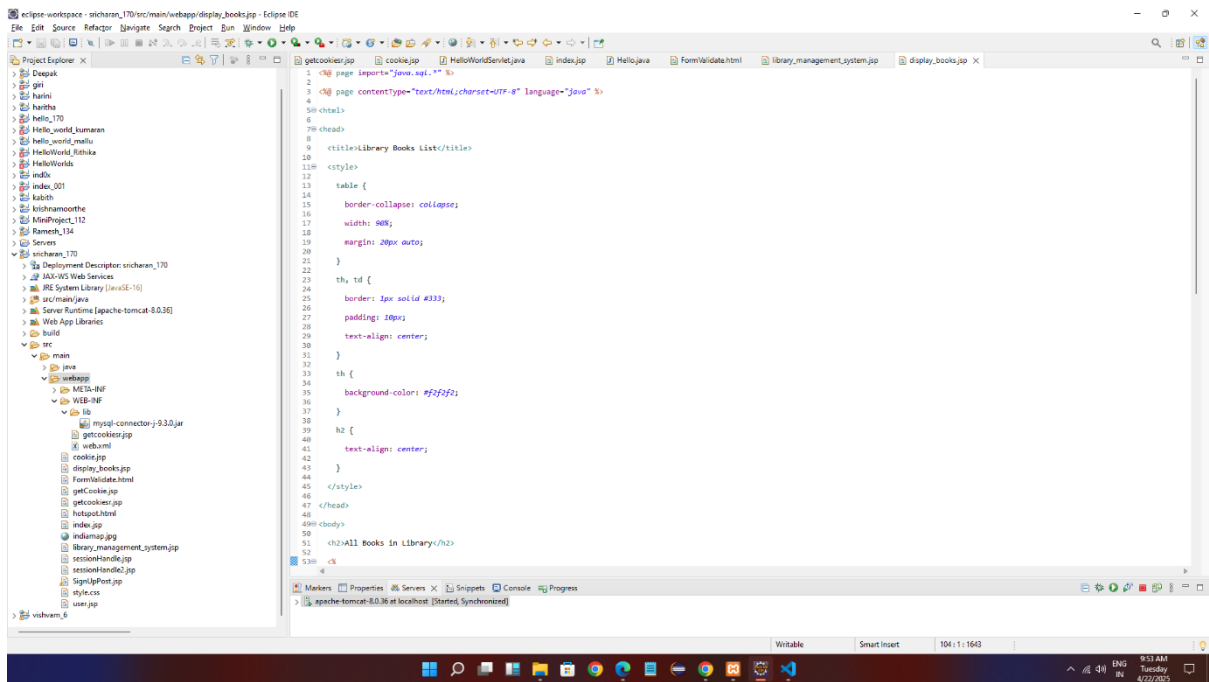 eclipse-workspace - sricharan_170/src/main/webapp/display_books.jsp - Eclipse IDE
File Edit Source Refactor Navigate Search Project Run Window Help
Project Explorer
getcookiesr.jsp cookie.jsp HelloWorldServlet.java index.jsp Hello.java FormValidate.html library_management_system.jsp display_books.jsp
Deepak
giri
harini
haritha
hello_170
Hello_world_kumaran
hello_world_mallu
HelloWorld_Rithika
HelloWorlds
ind0x
index_001
kabith
krishnamoorthe
MiniProject_112
Ramesh_134
Servers
sricharan_170
Deployment Descriptor: sricharan_170
JAX-WS Web Services
JRE System Library [JavaSE-16]
src/main/java
Server Runtime [apache-tomcat-8.0.36]
Web App Libraries
build
src
main
java
webapp
META-INF
WEB-INF
lib
mysql-connector-j-9.3.0.jar
getcookiesr.jsp
web.xml
cookie.jsp
display_books.jsp
FormValidate.html
getCookie.jsp
getcookiesr.jsp
hotspot.html
index.jsp
indiamap.jpg
library_management_system.jsp
sessionHandle.jsp
sessionHandle2.jsp
SignUpPost.jsp
style.css
user.jsp
vishvam_6
1 <%@ page import="java.sql.*" %>
2
3 <%@ page contentType="text/html;charset=UTF-8" language="java" %>
4
5 <html>
6
7 <head>
8
9 <title>Library Books List</title>
10
11 <style>
12
13 table {
14
15 border-collapse: collapse;
16
17 width: 90%;
18
19 margin: 20px auto;
20
21 }
22
23 th, td {
24
25 border: 1px solid #333;
26
27 padding: 10px;
28
29 text-align: center;
30
31 }
32
33 th {
34
35 background-color: #f2f2f2;
36
37 }
38
39 h2 {
40
41 text-align: center;
42
43 }
44
45 </style>
46
47 </head>
48
49 <body>
50
51 <h2>All Books in Library</h2>
52
53 <%
Markers Properties Servers Snippets Console Progress
apache-tomcat-8.0.36 at localhost [Started, Synchronized]
Writable Smart Insert 104 : 1 : 1643
ENG
IN
9:53 AM
Tuesday
4/22/2025